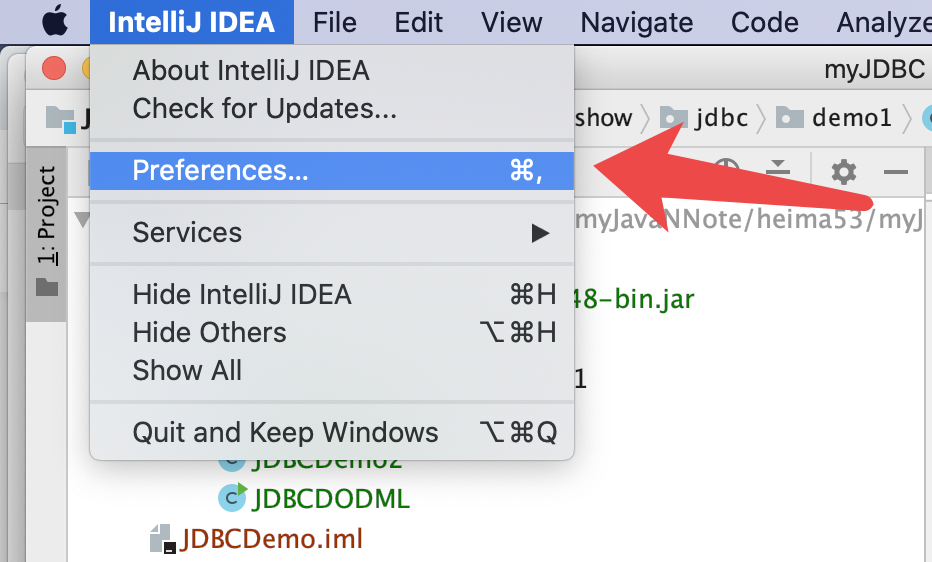 IntelliJ IDEA File Edit View Navigate Code Analyze
About IntelliJ IDEA
myJDBC
Check for Updates...
show jdbc demo1
Preferences... ⌘,
1: Project
myJavaNNote/heima53/myJ
Services ▶
Hide IntelliJ IDEA ⌘H
48-bin.jar
Hide Others ⌥⌘H
Show All
1
Quit and Keep Windows ⌥⌘Q
JDBCDemo2
JDBCDODML
JDBCDemo.iml